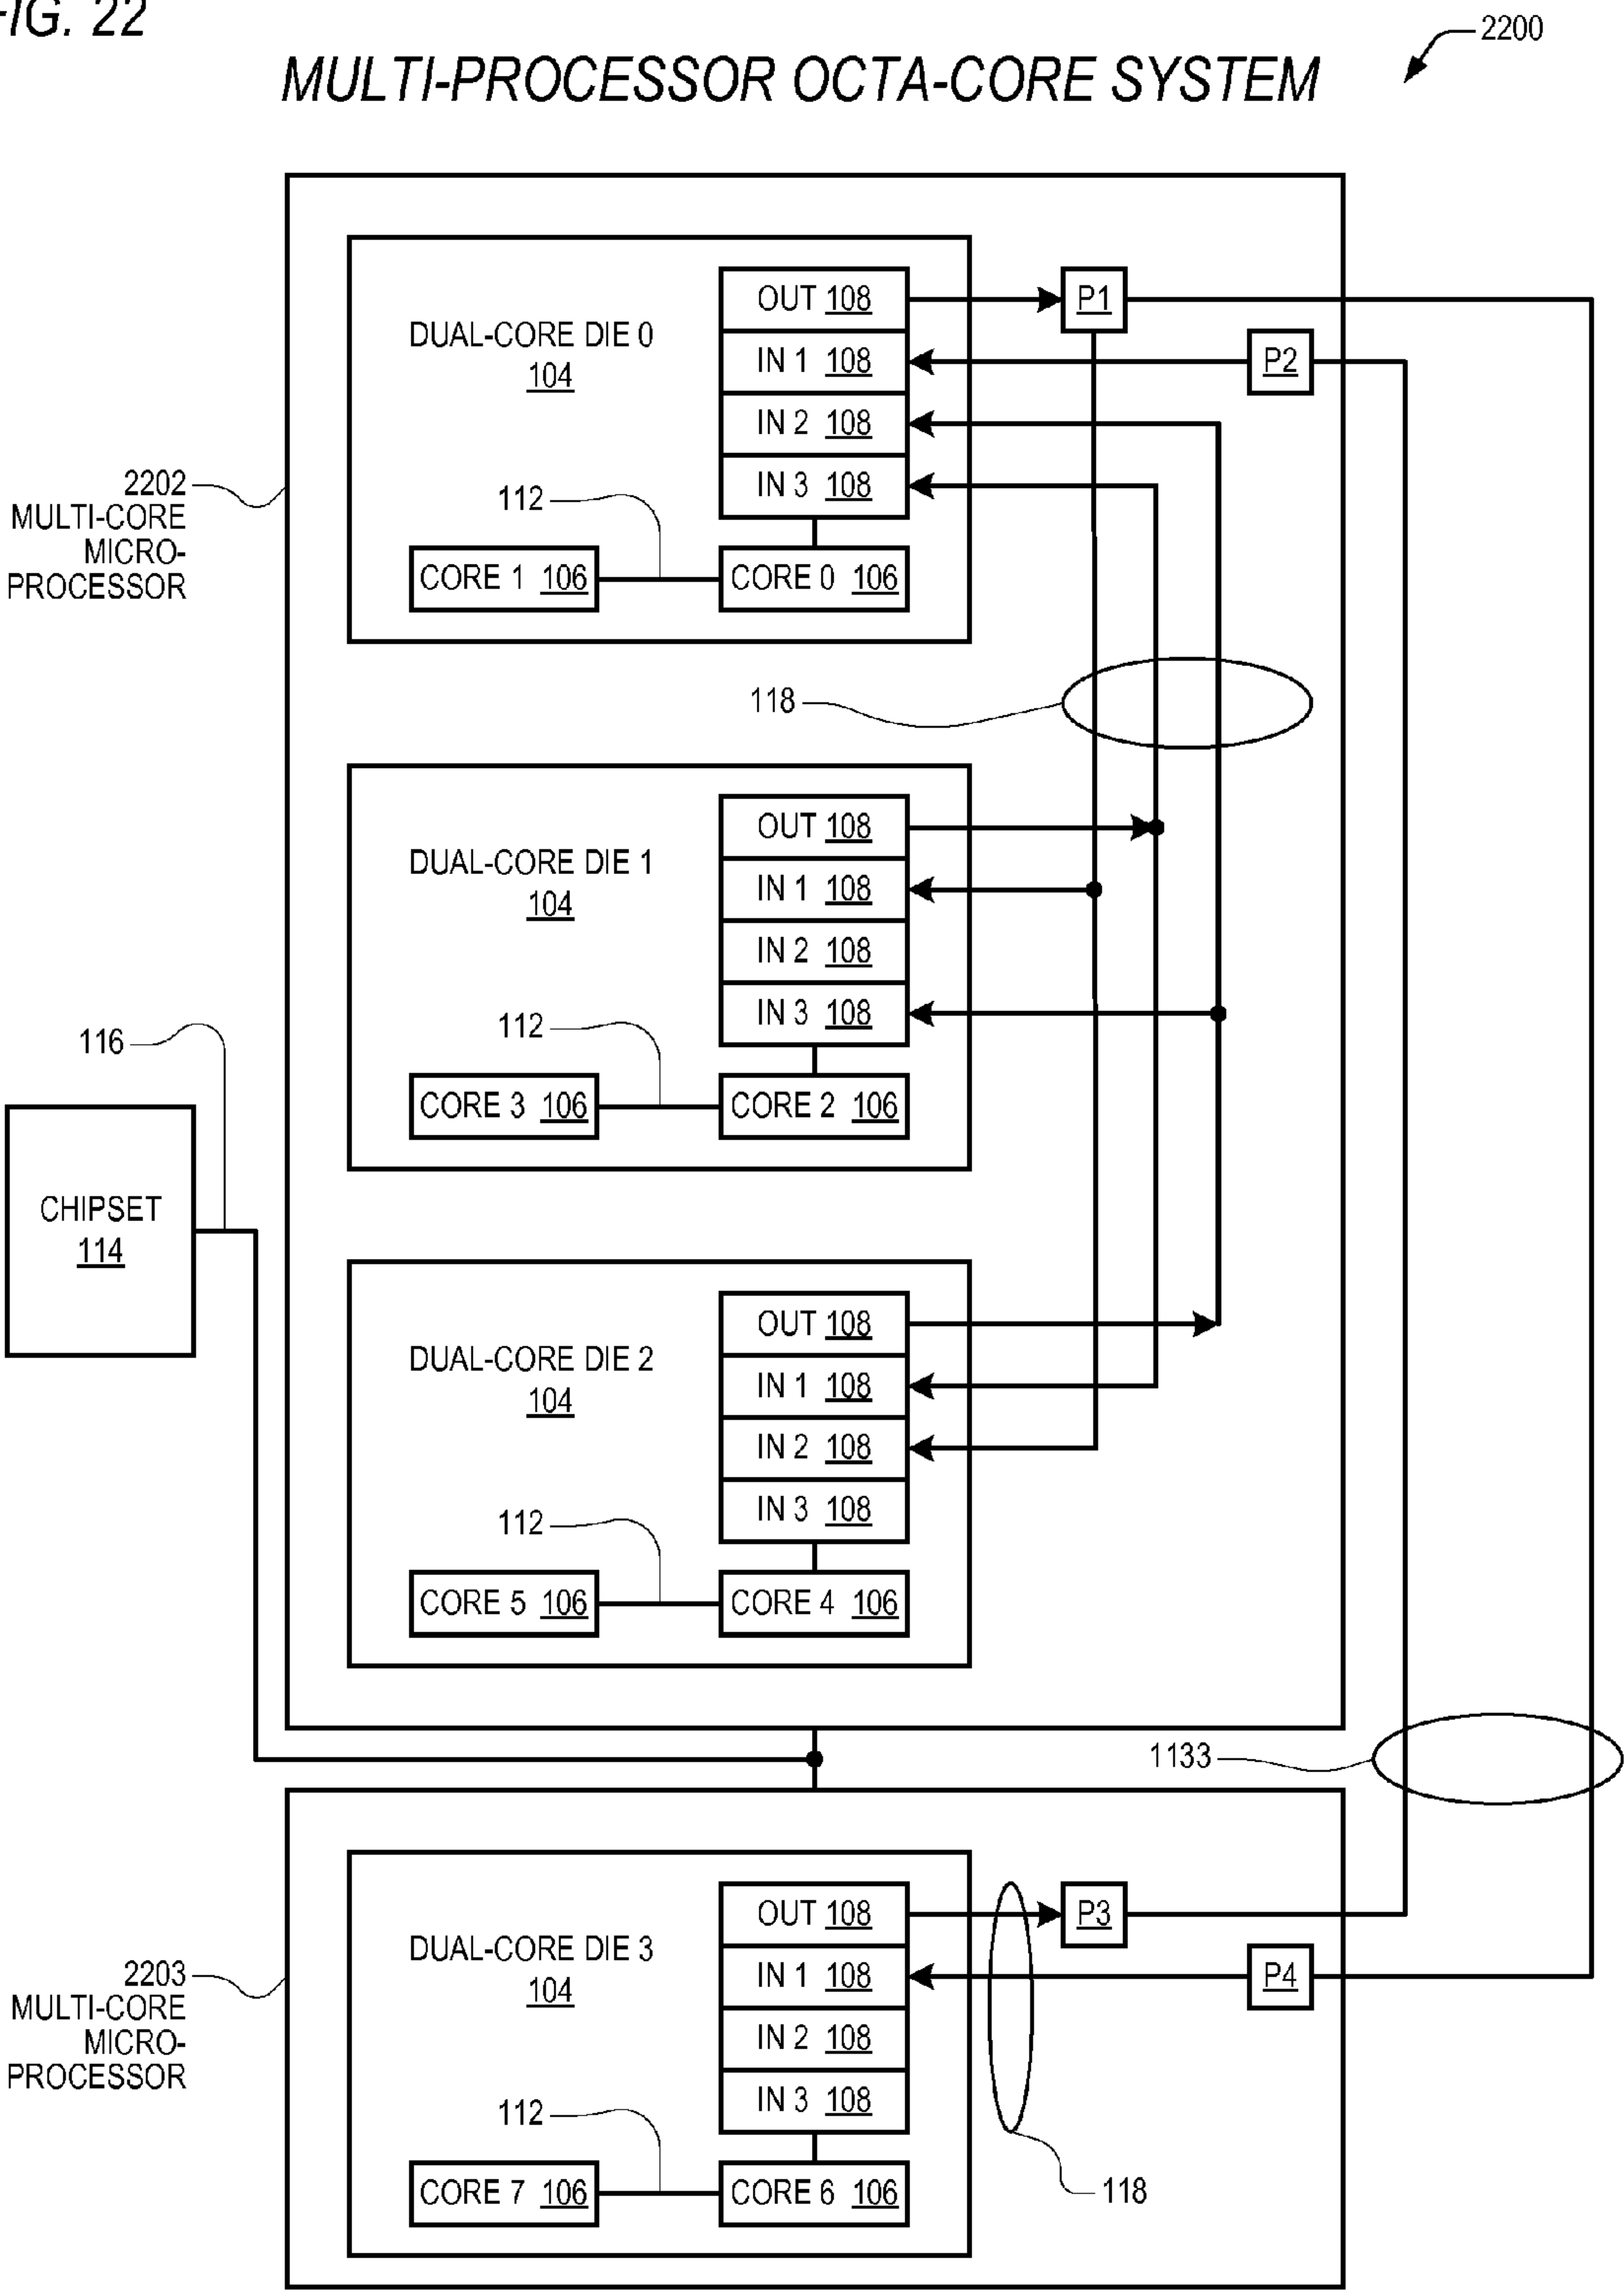 FIG. 22
2200
MULTI-PROCESSOR OCTA-CORE SYSTEM
2202
MULTI-CORE
MICRO-
PROCESSOR
DUAL-CORE DIE 0
104
OUT 108
IN 1 108
IN 2 108
IN 3 108
P1
P2
112
CORE 1 106
CORE 0 106
118
DUAL-CORE DIE 1
104
OUT 108
IN 1 108
IN 2 108
IN 3 108
112
CORE 3 106
CORE 2 106
116
CHIPSET
114
DUAL-CORE DIE 2
104
OUT 108
IN 1 108
IN 2 108
IN 3 108
112
CORE 5 106
CORE 4 106
1133
2203
MULTI-CORE
MICRO-
PROCESSOR
DUAL-CORE DIE 3
104
OUT 108
IN 1 108
IN 2 108
IN 3 108
P3
P4
112
CORE 7 106
CORE 6 106
118